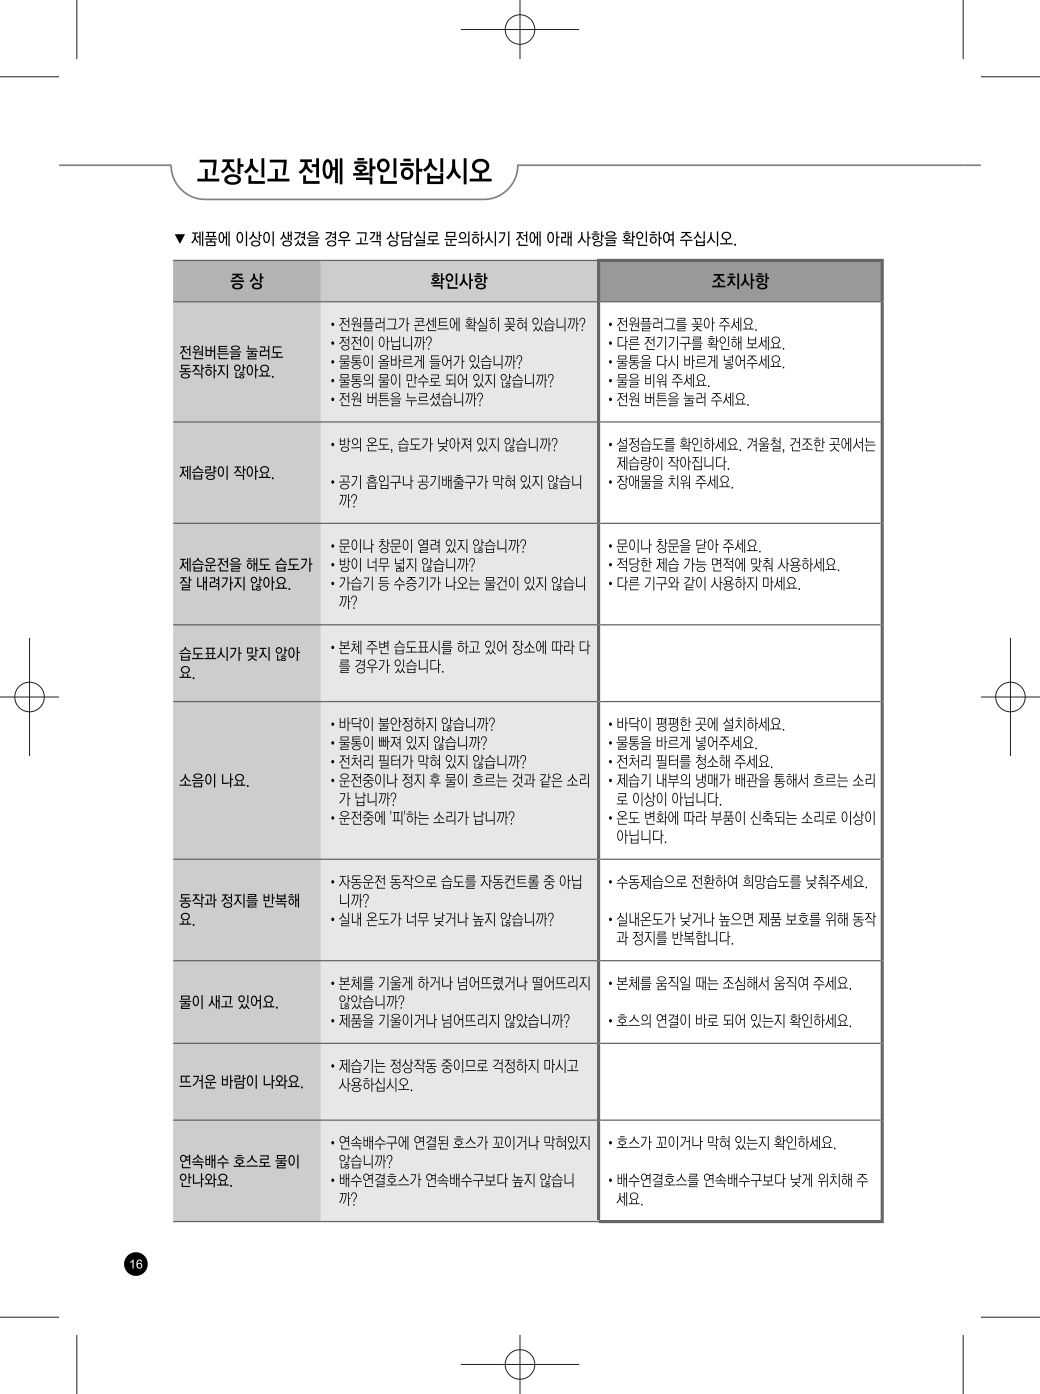 고장신고 전에 확인하십시오
▼ 제품에 이상이 생겼을 경우 고객 상담실로 문의하시기 전에 아래 사항을 확인하여 주십시오.
증 상
확인사항
조치사항
전원버튼을 눌러도
동작하지 않아요.
• 전원플러그가 콘센트에 확실히 꽂혀 있습니까?
• 정전이 아닙니까?
• 물통이 올바르게 들어가 있습니까?
• 물통의 물이 만수로 되어 있지 않습니까?
• 전원 버튼을 누르셨습니까?
• 전원플러그를 꽂아 주세요.
• 다른 전기기구를 확인해 보세요.
• 물통을 다시 바르게 넣어주세요.
• 물을 비워 주세요.
• 전원 버튼을 눌러 주세요.
제습량이 작아요.
• 방의 온도, 습도가 낮아져 있지 않습니까?
• 공기 흡입구나 공기배출구가 막혀 있지 않습니
까?
• 설정습도를 확인하세요. 겨울철, 건조한 곳에서는
제습량이 작아집니다.
• 장애물을 치워 주세요.
제습운전을 해도 습도가
잘 내려가지 않아요.
• 문이나 창문이 열려 있지 않습니까?
• 방이 너무 넓지 않습니까?
• 가습기 등 수증기가 나오는 물건이 있지 않습니
까?
• 문이나 창문을 닫아 주세요.
• 적당한 제습 가능 면적에 맞춰 사용하세요.
• 다른 기구와 같이 사용하지 마세요.
습도표시가 맞지 않아
요.
• 본체 주변 습도표시를 하고 있어 장소에 따라 다
를 경우가 있습니다.
소음이 나요.
• 바닥이 불안정하지 않습니까?
• 물통이 빠져 있지 않습니까?
• 전처리 필터가 막혀 있지 않습니까?
• 운전중이나 정지 후 물이 흐르는 것과 같은 소리
가 납니까?
• 운전중에 '피'하는 소리가 납니까?
• 바닥이 평평한 곳에 설치하세요.
• 물통을 바르게 넣어주세요.
• 전처리 필터를 청소해 주세요.
• 제습기 내부의 냉매가 배관을 통해서 흐르는 소리
로 이상이 아닙니다.
• 온도 변화에 따라 부품이 신축되는 소리로 이상이
아닙니다.
동작과 정지를 반복해
요.
• 자동운전 동작으로 습도를 자동컨트롤 중 아닙
니까?
• 실내 온도가 너무 낮거나 높지 않습니까?
• 수동제습으로 전환하여 희망습도를 낮춰주세요.
• 실내온도가 낮거나 높으면 제품 보호를 위해 동작
과 정지를 반복합니다.
물이 새고 있어요.
• 본체를 기울게 하거나 넘어뜨렸거나 떨어뜨리지
않았습니까?
• 제품을 기울이거나 넘어뜨리지 않았습니까?
• 본체를 움직일 때는 조심해서 움직여 주세요.
• 호스의 연결이 바로 되어 있는지 확인하세요.
뜨거운 바람이 나와요.
• 제습기는 정상작동 중이므로 걱정하지 마시고
사용하십시오.
연속배수 호스로 물이
안나와요.
• 연속배수구에 연결된 호스가 꼬이거나 막혀있지
않습니까?
• 배수연결호스가 연속배수구보다 높지 않습니
까?
• 호스가 꼬이거나 막혀 있는지 확인하세요.
• 배수연결호스를 연속배수구보다 낮게 위치해 주
세요.
16